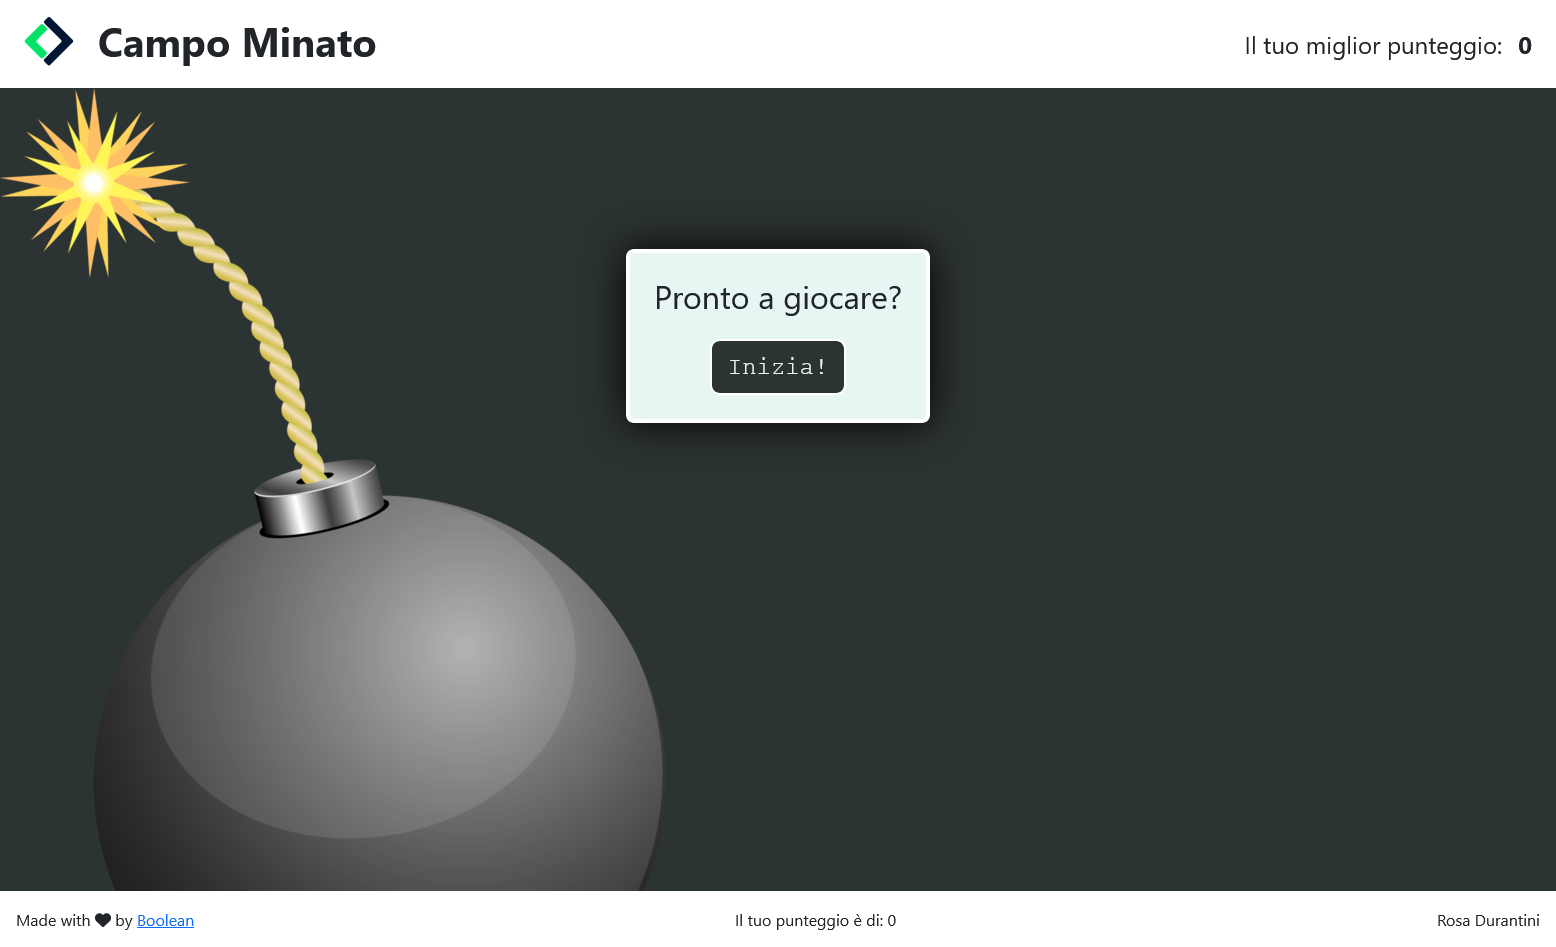 Campo Minato
Il tuo miglior punteggio: 0
Pronto a giocare?
Inizia!
Made with ♥ by Boolean
Il tuo punteggio è di: 0
Rosa Durantini